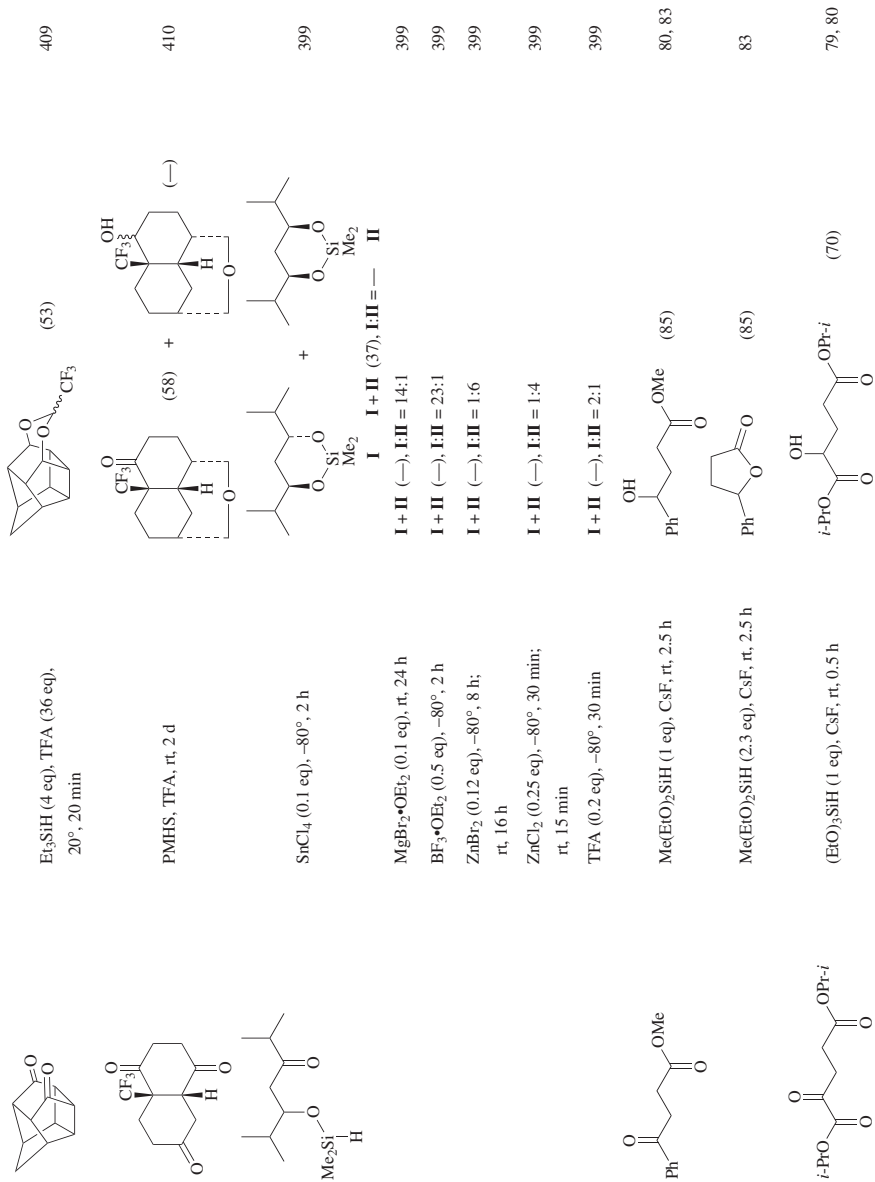 O
O
Et₃SiH (4 eq), TFA (36 eq),
20°, 20 min
O
O
CF₃
(53)
409
O
CF₃
H
O
O
PMHS, TFA, rt, 2 d
O
CF₃
H
O
(58)
+
OH
CF₃
H
O
(—)
410
O
O
Me₂Si
H
SnCl₄ (0.1 eq), –80°, 2 h
O
O
Si
Me₂
I
+
O
O
Si
Me₂
II
399
I + II (37), I:II = —
MgBr₂•OEt₂ (0.1 eq), rt, 24 h
I + II (—), I:II = 14:1
399
BF₃•OEt₂ (0.5 eq), –80°, 2 h
I + II (—), I:II = 23:1
399
ZnBr₂ (0.12 eq), –80°, 8 h;
rt, 16 h
I + II (—), I:II = 1:6
399
ZnCl₂ (0.25 eq), –80°, 30 min;
rt, 15 min
I + II (—), I:II = 1:4
399
TFA (0.2 eq), –80°, 30 min
I + II (—), I:II = 2:1
399
O
Ph
OMe
O
Me(EtO)₂SiH (1 eq), CsF, rt, 2.5 h
OH
Ph
OMe
O
(85)
80, 83
Me(EtO)₂SiH (2.3 eq), CsF, rt, 2.5 h
Ph
O
O
(85)
83
O
i-PrO
O
OPr-i
O
(EtO)₃SiH (1 eq), CsF, rt, 0.5 h
OH
i-PrO
O
OPr-i
O
(70)
79, 80